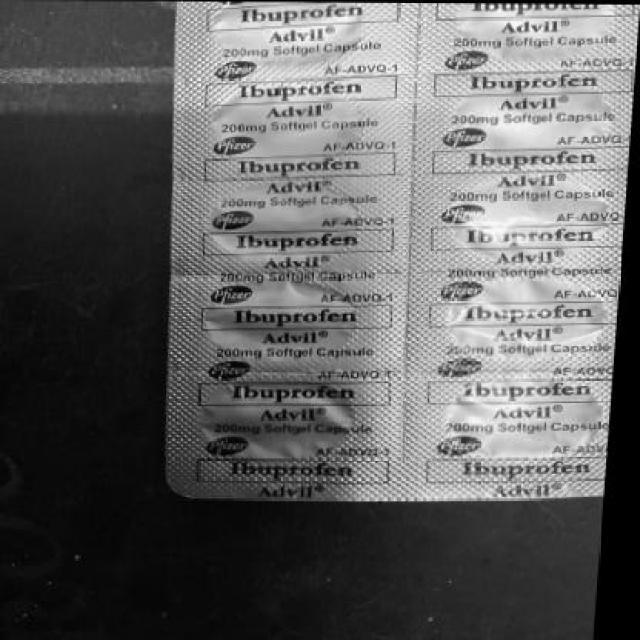 Ibuprofen
Advil®
200mg Softgel Capsule
Pfizer AF-ADVQ-1
Ibuprofen
Advil®
200mg Softgel Capsule
Pfizer AF-ADVQ-1
Ibuprofen
Advil®
200mg Softgel Capsule
Pfizer AF-ADVQ-1
Ibuprofen
Advil®
200mg Softgel Capsule
Pfizer AF-ADVQ-1
Ibuprofen
Advil®
200mg Softgel Capsule
Pfizer AF-ADVQ-1
Ibuprofen
Advil®
200mg Softgel Capsule
Pfizer AF-ADVQ-1
Ibuprofen
Advil®
Ibuprofen
Advil®
200mg Softgel Capsule
Pfizer AF-ADVQ-1
Ibuprofen
Advil®
200mg Softgel Capsule
Pfizer AF-ADVQ
Ibuprofen
Advil®
200mg Softgel Capsule
Pfizer AF-ADVQ
Ibuprofen
Advil®
200mg Softgel Capsule
Pfizer AF-ADVQ
Ibuprofen
Advil®
200mg Softgel Capsule
Pfizer AF-ADVQ
Ibuprofen
Advil®
200mg Softgel Capsule
Pfizer AF-ADV
Ibuprofen
Advil®